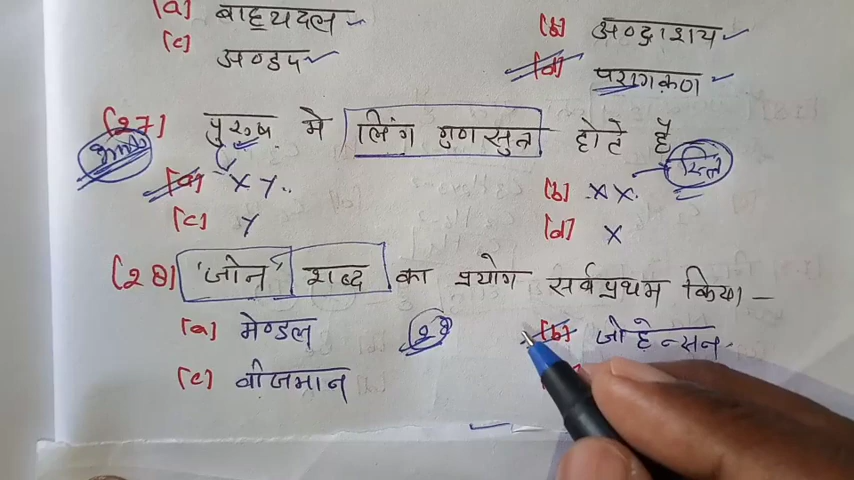 [a] बाह्यदल [b] अण्डाशय
[c] अण्डप [d] परागकण
[27] पुरुष मे लिंग गुणसुत्र होते है
[a] XY.. [b] XX. स्त्रि
[c] Y [d] X
[28] 'जीन' शब्द का प्रयोग सर्वप्रथम किया —
[a] मेण्डल [b] जोहेन्सन
[c] वीजमान